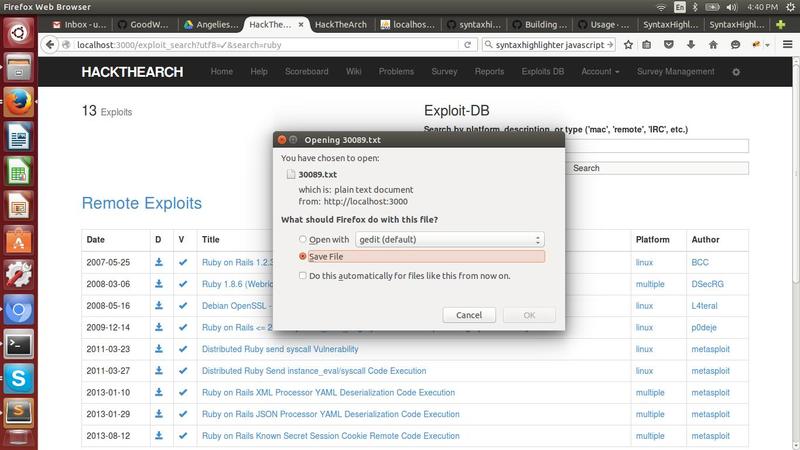 Firefox Web Browser
En
4:40 PM
Inbox - u
GoodW
Angelies
HackThe
HackTheArch
localhos
syntaxhi
Building
Usage ·
SyntaxHighl
SyntaxHighl
localhost:3000/exploit_search?utf8=✓&search=ruby
syntaxhighlighter javascript
HACKTHEARCH
Home
Help
Scoreboard
Wiki
Problems
Survey
Reports
Exploits DB
Account
Survey Management
13 Exploits
Exploit-DB
Search by platform, description, or type ('mac', 'remote', 'IRC', etc.)
Search
Opening 30089.txt
You have chosen to open:
30089.txt
which is: plain text document
from: http://localhost:3000
What should Firefox do with this file?
Open with
gedit (default)
Save File
Do this automatically for files like this from now on.
Cancel
OK
Remote Exploits
Date D V Title Platform Author
2007-05-25 Ruby on Rails 1.2.3 linux BCC
2008-03-06 Ruby 1.8.6 (Webric multiple DSecRG
2008-05-16 Debian OpenSSL - linux L4teral
2009-12-14 Ruby on Rails <= 2 linux p0deje
2011-03-23 Distributed Ruby send syscall Vulnerability linux metasploit
2011-03-27 Distributed Ruby Send instance_eval/syscall Code Execution linux metasploit
2013-01-10 Ruby on Rails XML Processor YAML Deserialization Code Execution multiple metasploit
2013-01-29 Ruby on Rails JSON Processor YAML Deserialization Code Execution multiple metasploit
2013-08-12 Ruby on Rails Known Secret Session Cookie Remote Code Execution multiple metasploit